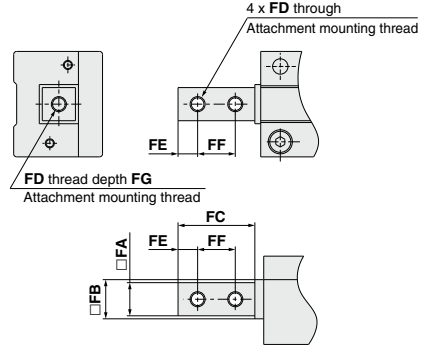 4 x FD through
Attachment mounting thread
FE
FF
FD thread depth FG
Attachment mounting thread
FC
FE
FF
□FA
□FB